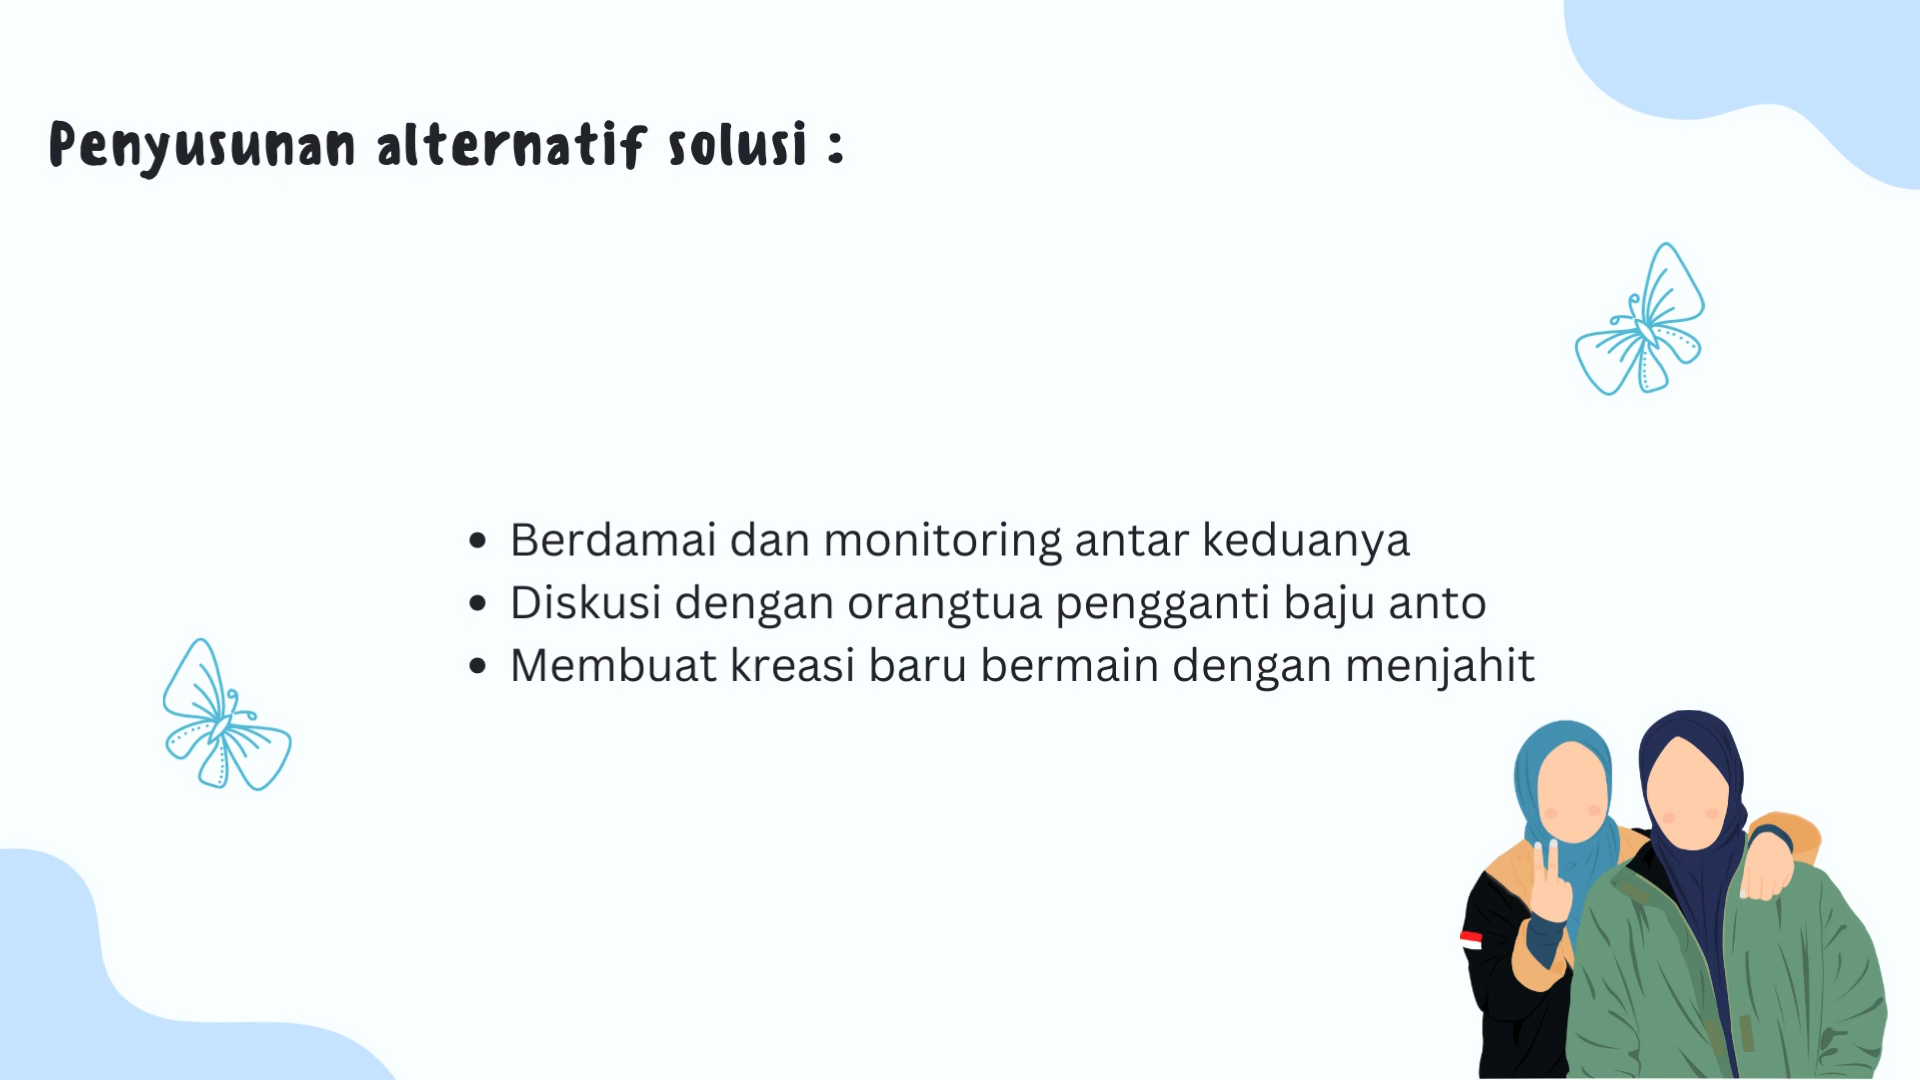 Penyusunan alternatif solusi :
• Berdamai dan monitoring antar keduanya
• Diskusi dengan orangtua pengganti baju anto
• Membuat kreasi baru bermain dengan menjahit